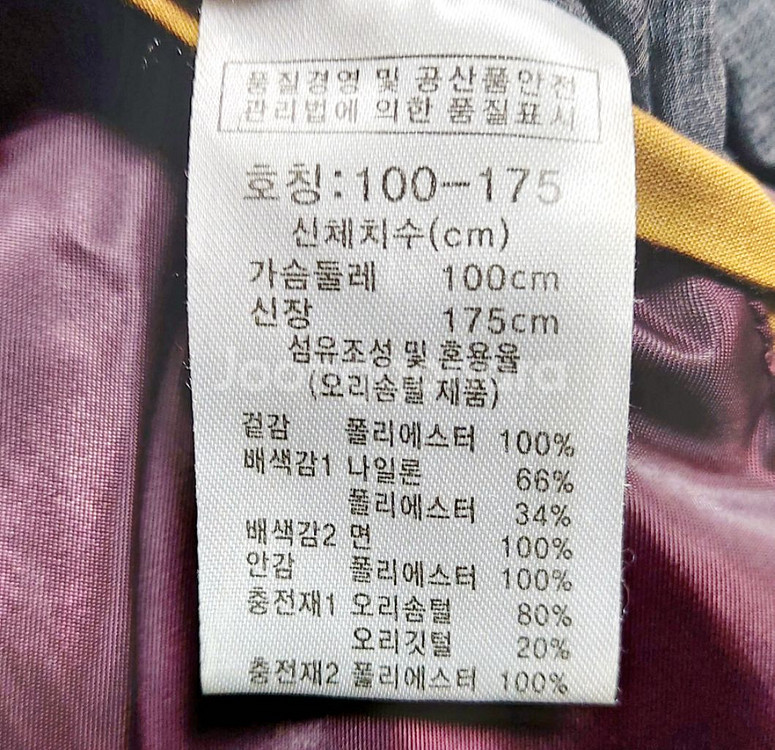 품질경영 및 공산품안전
관리법에 의한 품질표시
호칭:100-175
신체치수(cm)
가슴둘레 100cm
신장 175cm
섬유조성 및 혼용율
(오리솜털 제품)
겉감 폴리에스터 100%
배색감1 나일론 66%
폴리에스터 34%
배색감2 면 100%
안감 폴리에스터 100%
충전재1 오리솜털 80%
오리깃털 20%
충전재2 폴리에스터 100%